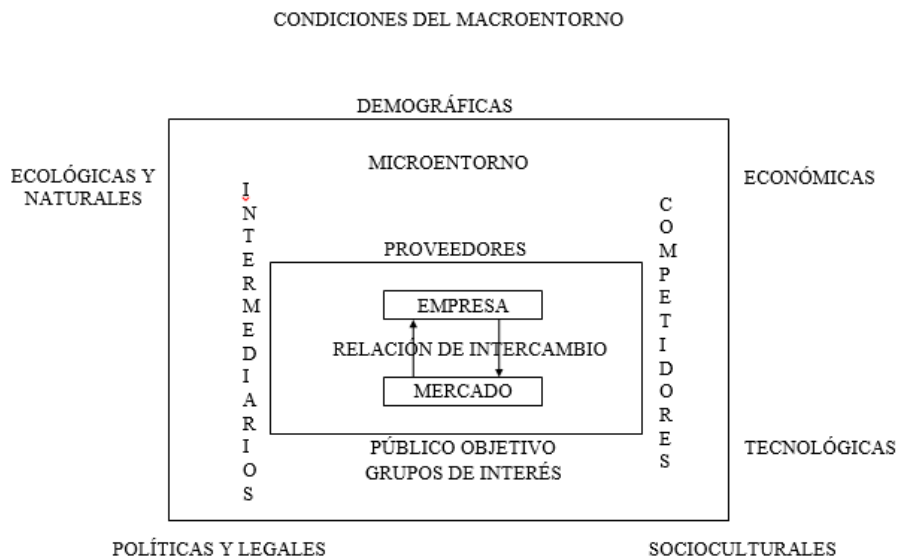 CONDICIONES DEL MACROENTORNO
DEMOGRÁFICAS
MICROENTORNO
ECOLÓGICAS Y
NATURALES
ECONÓMICAS
INTERMEDIARIOS
COMPETIDORES
PROVEEDORES
EMPRESA
RELACIÓN DE INTERCAMBIO
MERCADO
PÚBLICO OBJETIVO
GRUPOS DE INTERÉS
TECNOLÓGICAS
POLÍTICAS Y LEGALES
SOCIOCULTURALES